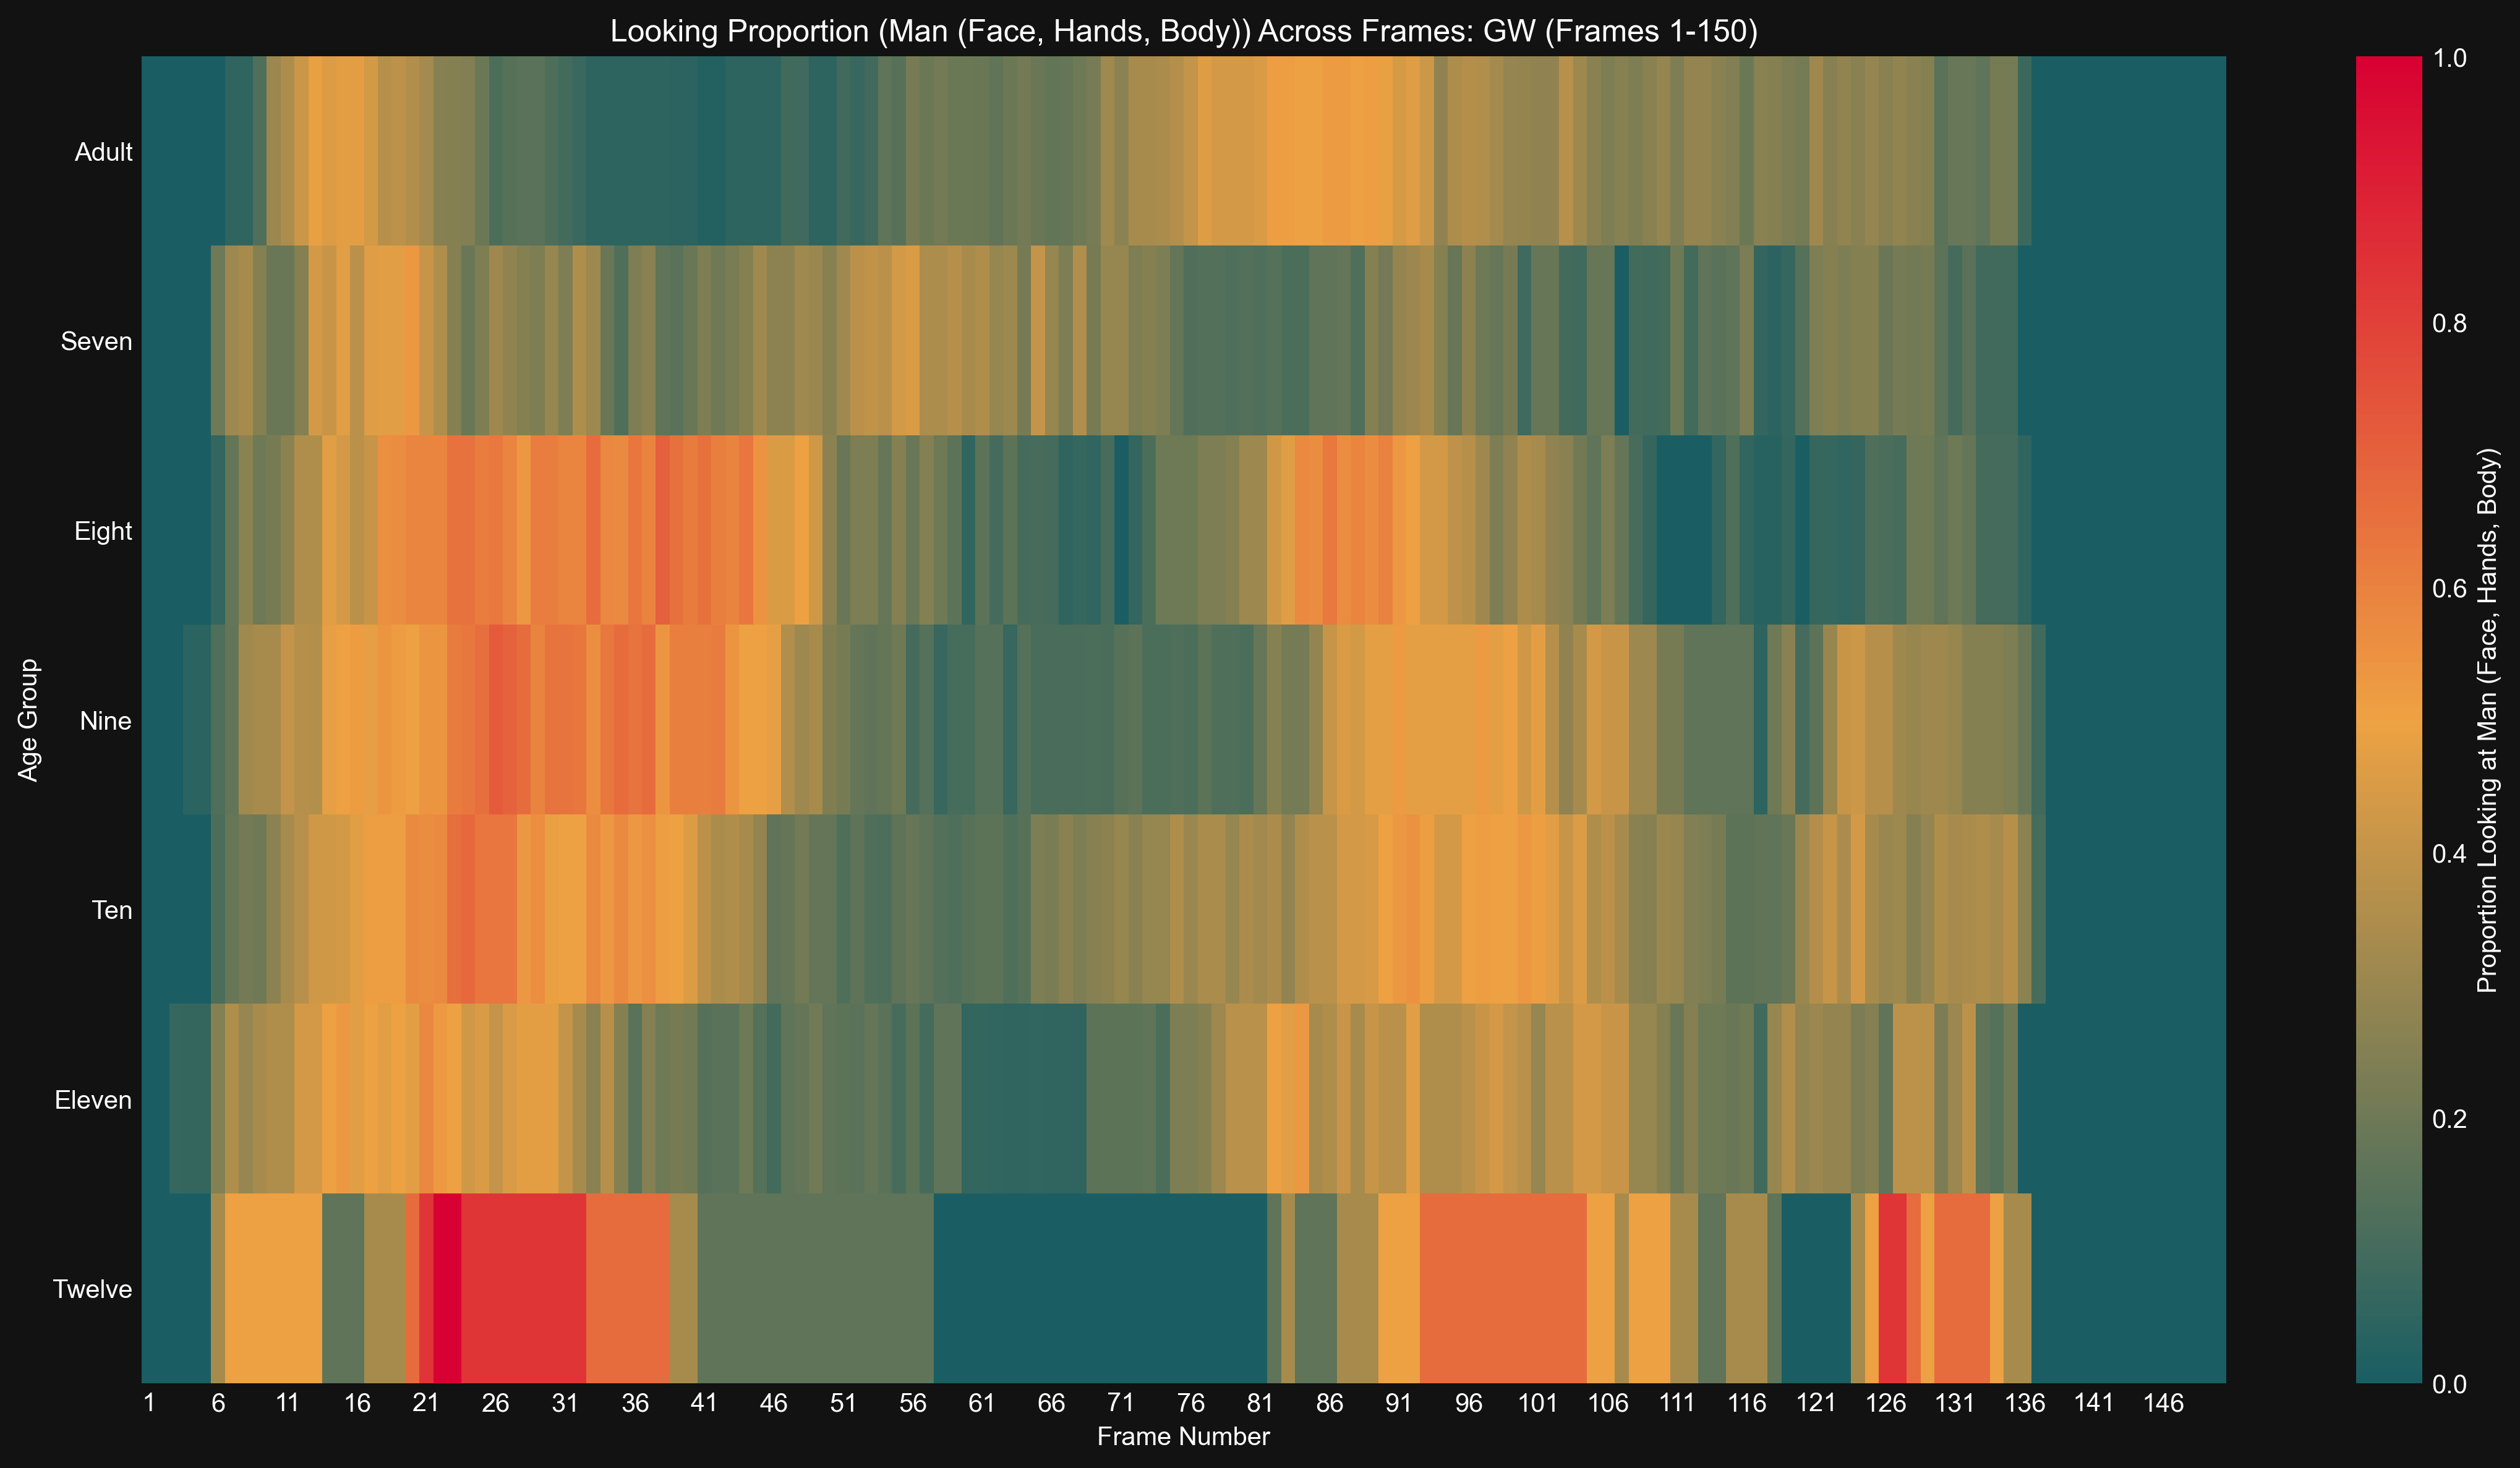 Looking Proportion (Man (Face, Hands, Body)) Across Frames: GW (Frames 1-150)
Age Group
Adult
Seven
Eight
Nine
Ten
Eleven
Twelve
1 6 11 16 21 26 31 36 41 46 51 56 61 66 71 76 81 86 91 96 101 106 111 116 121 126 131 136 141 146
Frame Number
1.0
0.8
0.6
0.4
0.2
0.0
Proportion Looking at Man (Face, Hands, Body)